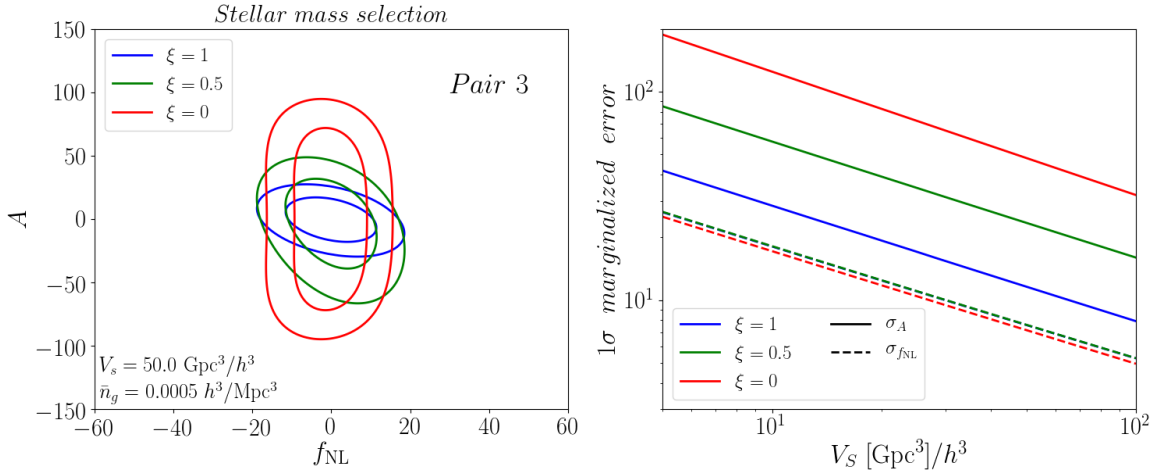 Stellar mass selection
150
100
50
0
−50
−100
−150
A
ξ = 1
ξ = 0.5
ξ = 0
Pair 3
V_s = 50.0 Gpc³/h³
n̄_g = 0.0005 h³/Mpc³
−60 −40 −20 0 20 40 60
f_NL
1σ marginalized error
10²
10¹
ξ = 1
ξ = 0.5
ξ = 0
σ_A
σ_{f_NL}
10¹ 10²
V_S [Gpc³]/h³